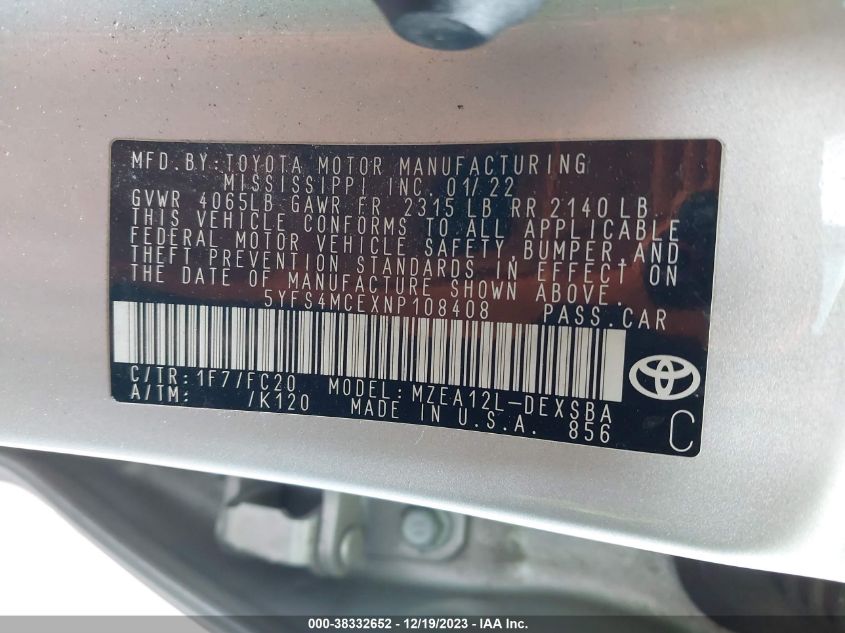 MFD.BY:TOYOTA MOTOR MANUFACTURING
MISSISSIPPI INC. 01/22
GVWR 4065LB GAWR FR 2315 LB RR 2140LB
THIS VEHICLE CONFORMS TO ALL APPLICABLE
FEDERAL MOTOR VEHICLE SAFETY,BUMPER,AND
THEFT PREVENTION STANDARDS IN EFFECT ON
THE DATE OF MANUFACTURE SHOWN ABOVE.
5YFS4MCEXNP108408 PASS.CAR
C/TR:1F7/FC20 MODEL:MZEA12L-DEXSBA
A/TM: /K120 MADE IN U.S.A. 856
C
000-38332652 - 12/19/2023 - IAA Inc.